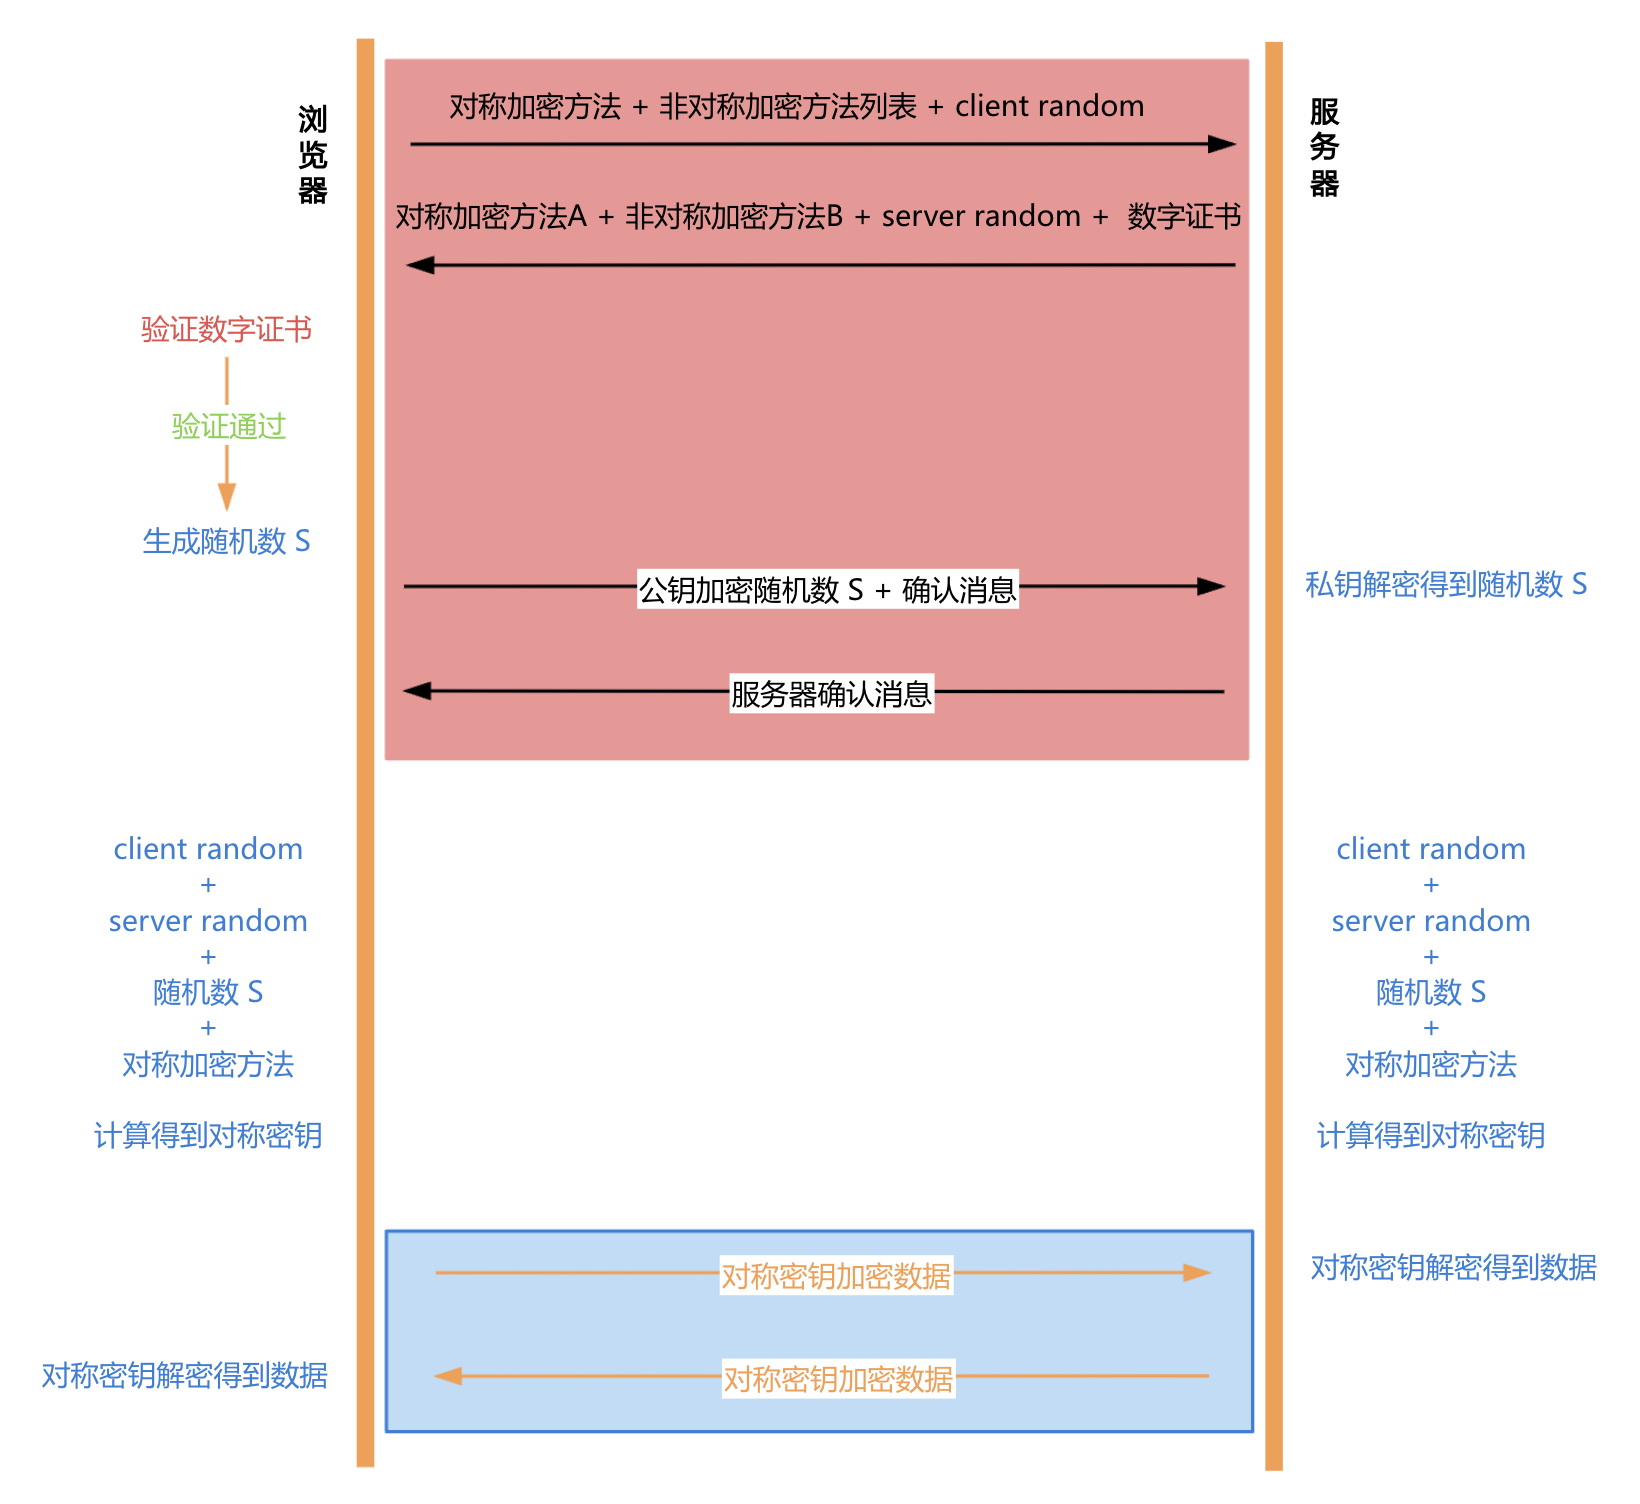 浏览器
服务器
对称加密方法 + 非对称加密方法列表 + client random
对称加密方法A + 非对称加密方法B + server random + 数字证书
验证数字证书
验证通过
生成随机数 S
公钥加密随机数 S + 确认消息
私钥解密得到随机数 S
服务器确认消息
client random
+
server random
+
随机数 S
+
对称加密方法
计算得到对称密钥
client random
+
server random
+
随机数 S
+
对称加密方法
计算得到对称密钥
对称密钥加密数据
对称密钥解密得到数据
对称密钥解密得到数据
对称密钥加密数据